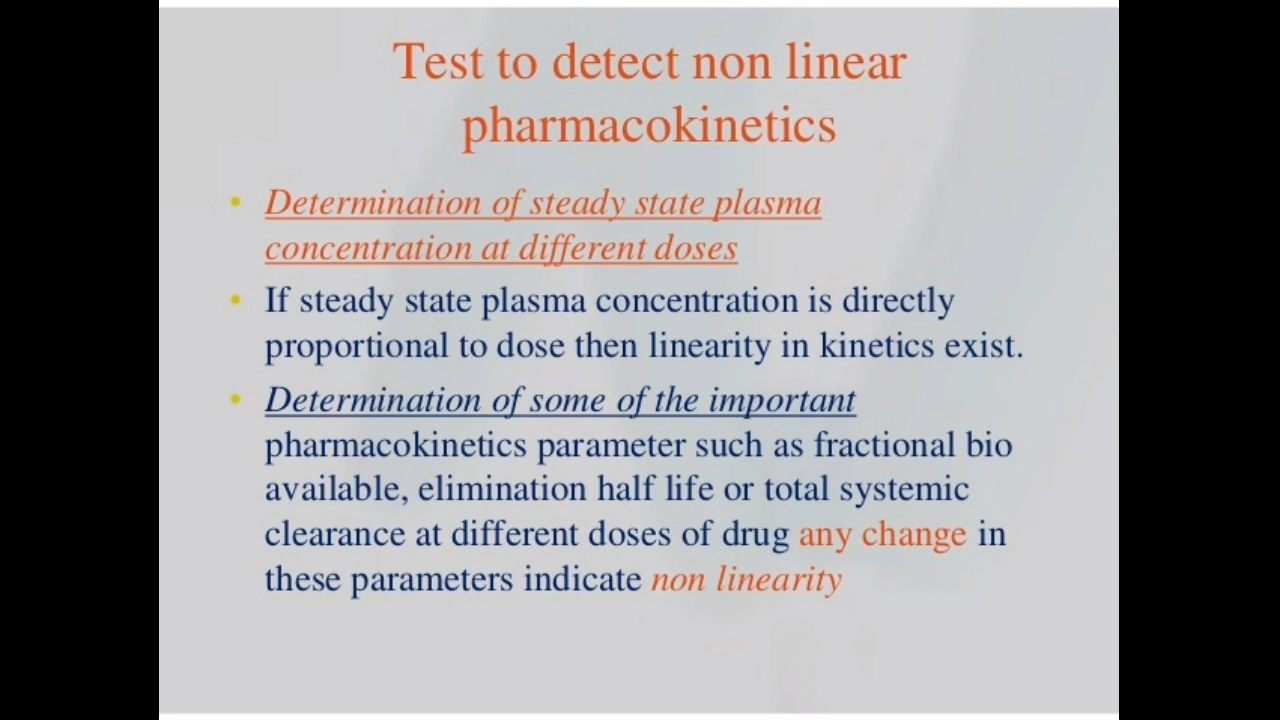 Test to detect non linear
pharmacokinetics
• Determination of steady state plasma
concentration at different doses
• If steady state plasma concentration is directly
proportional to dose then linearity in kinetics exist.
• Determination of some of the important
pharmacokinetics parameter such as fractional bio
available, elimination half life or total systemic
clearance at different doses of drug any change in
these parameters indicate non linearity